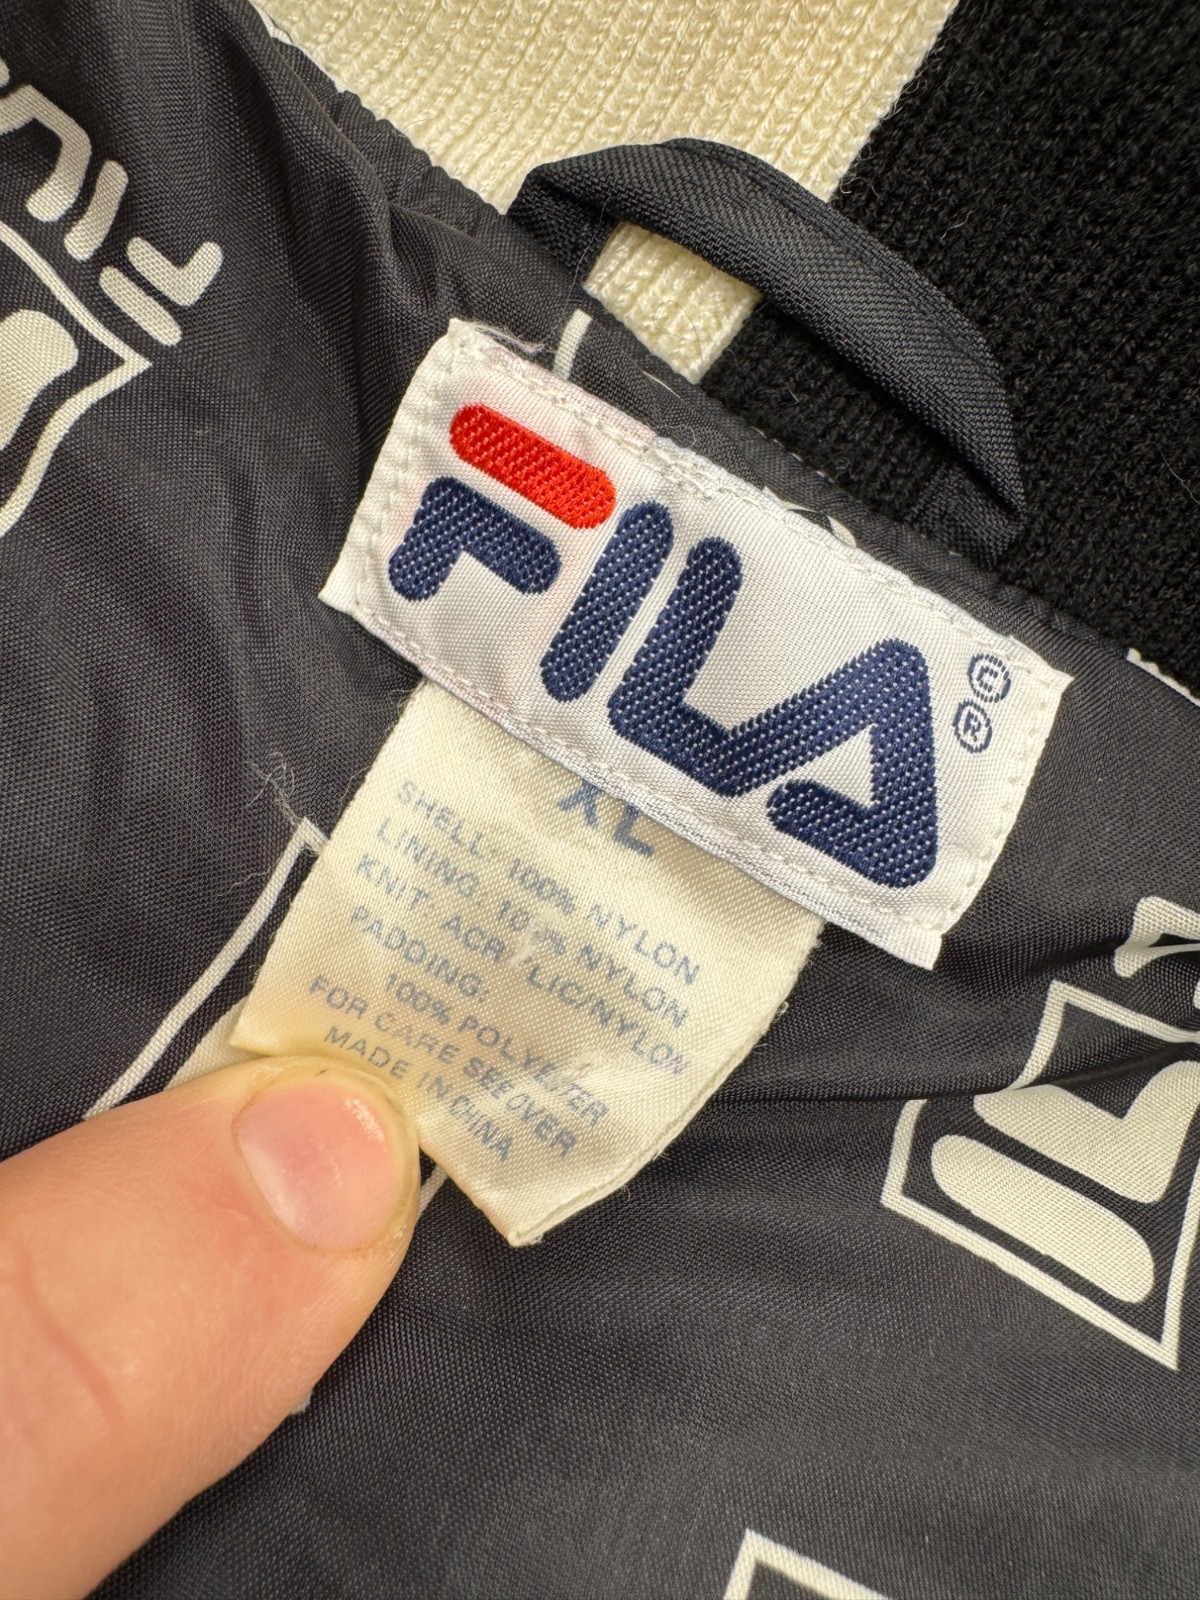 FILA
©
®
XL
SHELL: 100% NYLON
LINING: 100% NYLON
KNIT: ACRYLIC/NYLON
PADDING:
100% POLYESTER
FOR CARE SEE OVER
MADE IN CHINA